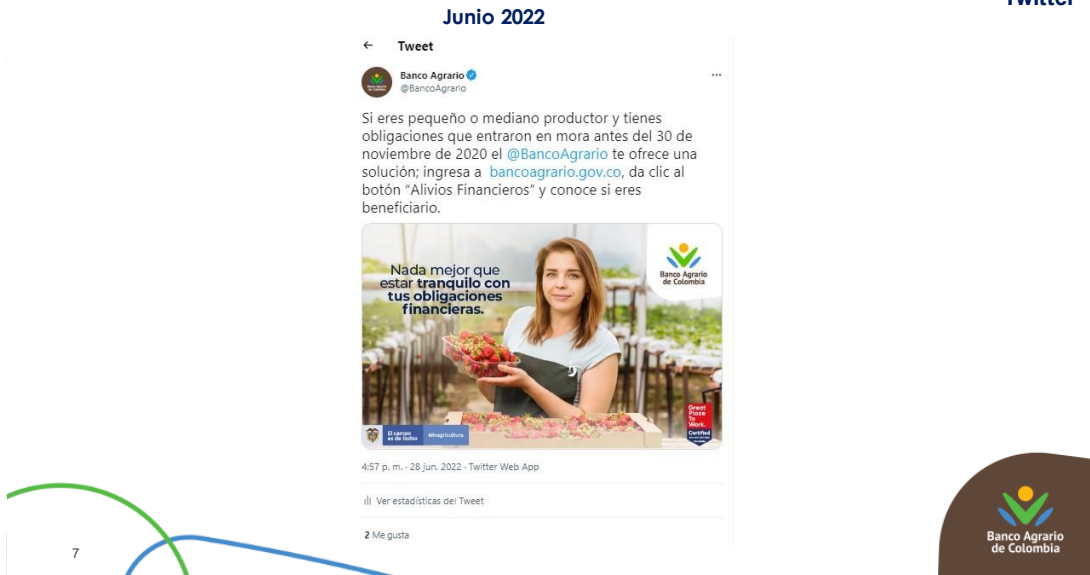 Twitter
Junio 2022
← Tweet
Banco Agrario
@BancoAgrario
Si eres pequeño o mediano productor y tienes
obligaciones que entraron en mora antes del 30 de
noviembre de 2020 el @BancoAgrario te ofrece una
solución; ingresa a bancoagrario.gov.co, da clic al
botón “Alivios Financieros” y conoce si eres
beneficiario.
Nada mejor que
estar tranquilo con
tus obligaciones
financieras.
Banco Agrario
de Colombia
Great
Place
To
Work.
Certified
El campo
es de todos
Minagricultura
4:57 p. m. · 28 jun. 2022 · Twitter Web App
Ver estadísticas del Tweet
2 Me gusta
7
Banco Agrario
de Colombia